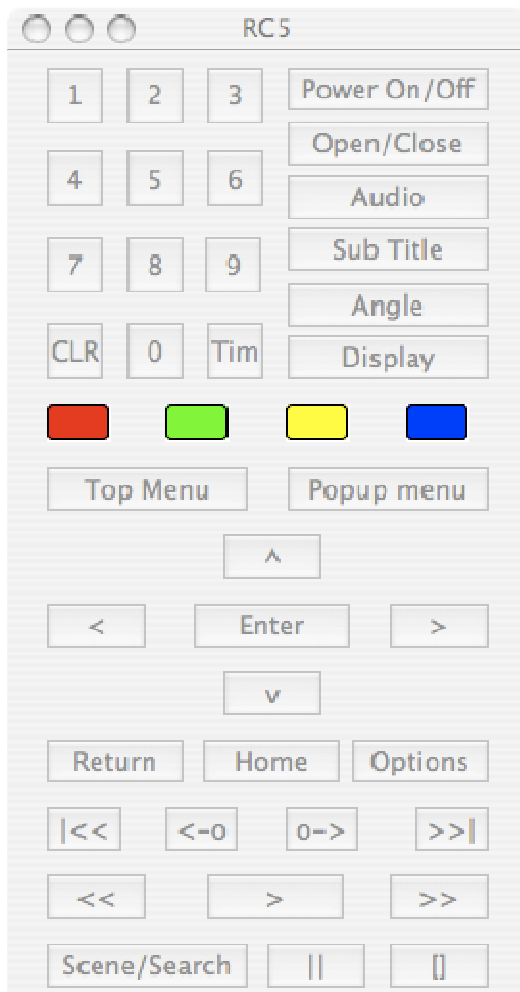 RC5
1 2 3 Power On/Off
Open/Close
4 5 6 Audio
Sub Title
7 8 9 Angle
CLR 0 Tim Display
Top Menu Popup menu
^
< Enter >
v
Return Home Options
|<< <-o o-> >>|
<< > >>
Scene/Search || []